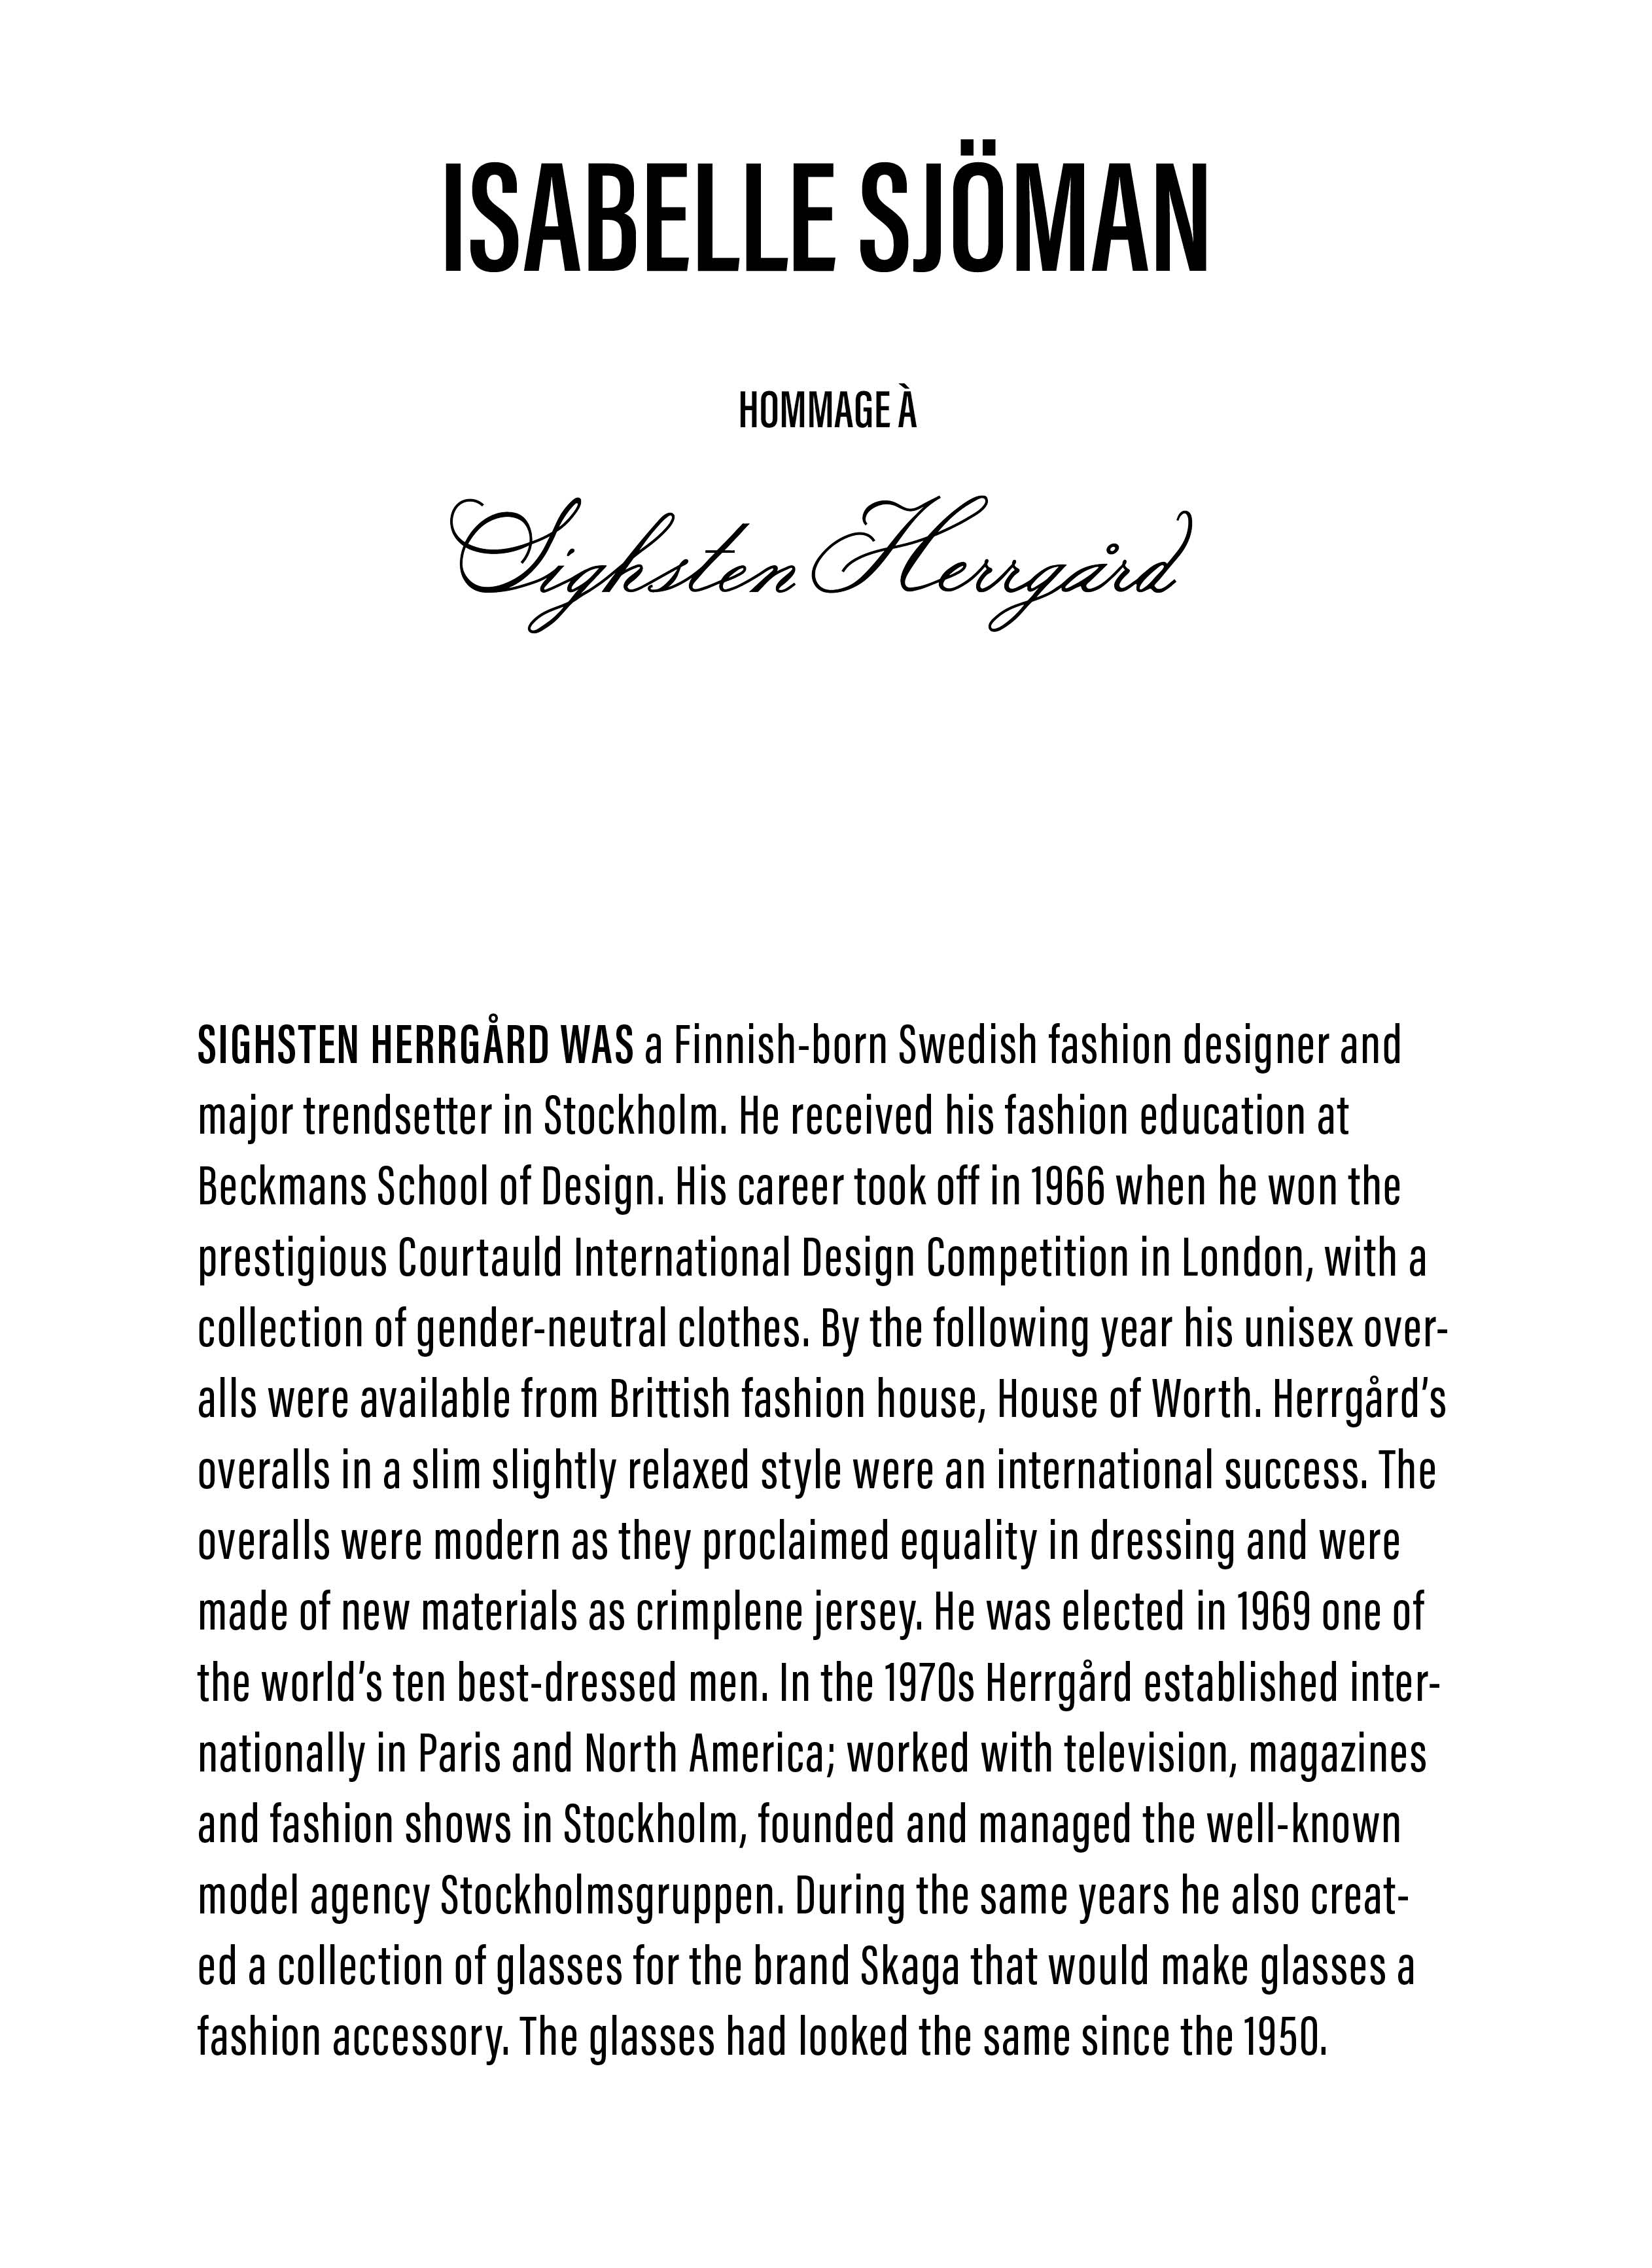 ISABELLE SJÖMAN
HOMMAGE À
Sighsten Herrgård
SIGHSTEN HERRGÅRD WAS a Finnish-born Swedish fashion designer and
major trendsetter in Stockholm. He received his fashion education at
Beckmans School of Design. His career took off in 1966 when he won the
prestigious Courtauld International Design Competition in London, with a
collection of gender-neutral clothes. By the following year his unisex over-
alls were available from Brittish fashion house, House of Worth. Herrgård’s
overalls in a slim slightly relaxed style were an international success. The
overalls were modern as they proclaimed equality in dressing and were
made of new materials as crimplene jersey. He was elected in 1969 one of
the world’s ten best-dressed men. In the 1970s Herrgård established inter-
nationally in Paris and North America; worked with television, magazines
and fashion shows in Stockholm, founded and managed the well-known
model agency Stockholmsgruppen. During the same years he also creat-
ed a collection of glasses for the brand Skaga that would make glasses a
fashion accessory. The glasses had looked the same since the 1950.